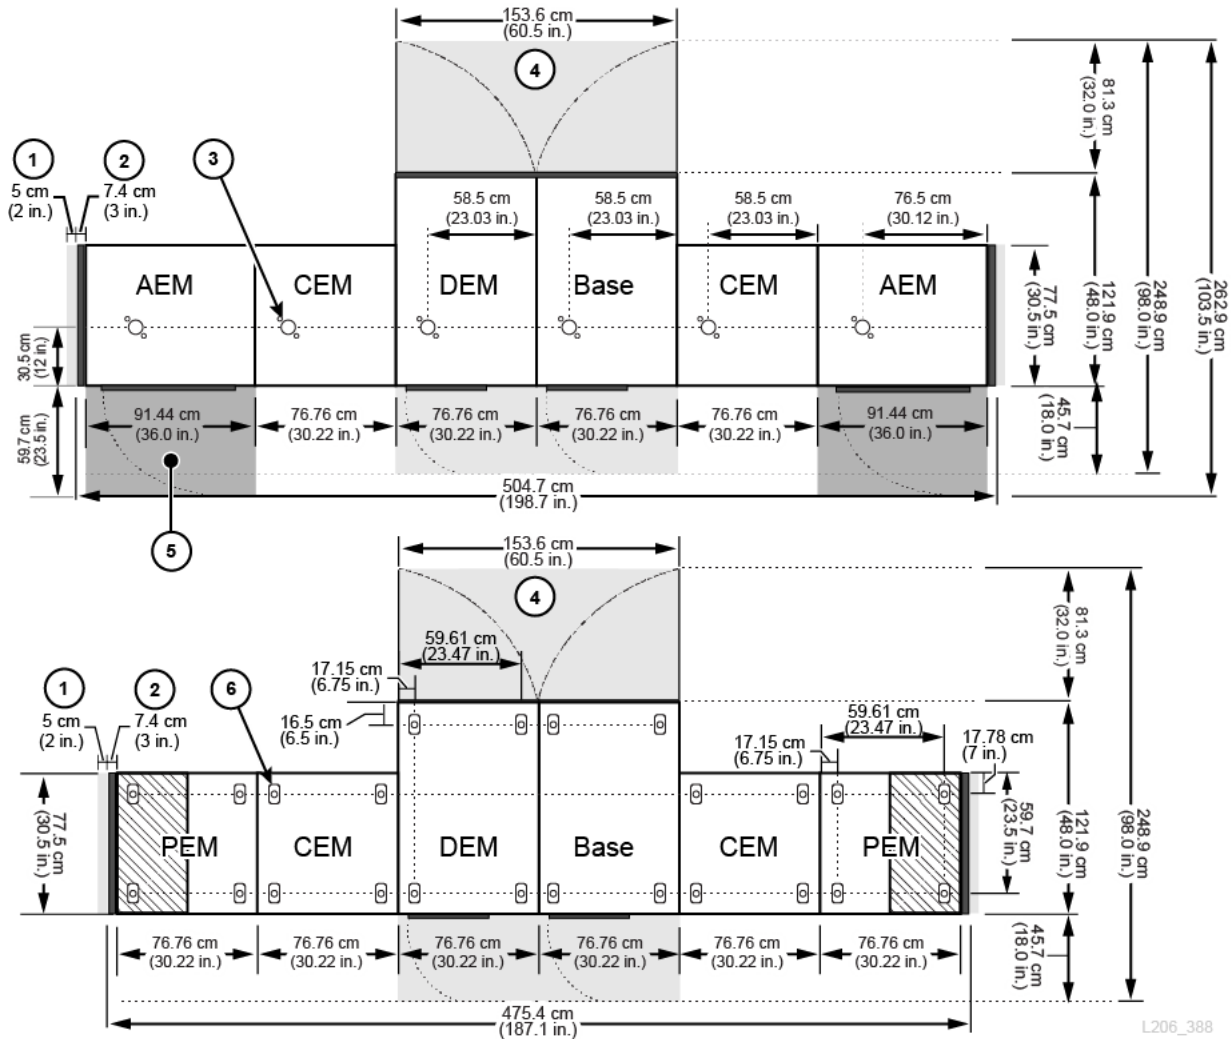 153.6 cm
(60.5 in.)
4
81.3 cm
(32.0 in.)
1
2
3
5 cm
(2 in.)
7.4 cm
(3 in.)
58.5 cm
(23.03 in.)
58.5 cm
(23.03 in.)
58.5 cm
(23.03 in.)
76.5 cm
(30.12 in.)
AEM
CEM
DEM
Base
CEM
AEM
77.5 cm
(30.5 in.)
121.9 cm
(48.0 in.)
248.9 cm
(98.0 in.)
262.9 cm
(103.5 in.)
30.5 cm
(12 in)
59.7 cm
(23.5 in.)
91.44 cm
(36.0 in.)
76.76 cm
(30.22 in.)
76.76 cm
(30.22 in.)
76.76 cm
(30.22 in.)
76.76 cm
(30.22 in.)
91.44 cm
(36.0 in.)
45.7 cm
(18.0 in.)
504.7 cm
(198.7 in.)
5
153.6 cm
(60.5 in.)
4
81.3 cm
(32.0 in.)
59.61 cm
(23.47 in.)
17.15 cm
(6.75 in.)
1
2
6
5 cm
(2 in.)
7.4 cm
(3 in.)
16.5 cm
(6.5 in.)
59.61 cm
(23.47 in.)
17.15 cm
(6.75 in.)
17.78 cm
(7 in.)
77.5 cm
(30.5 in.)
PEM
CEM
DEM
Base
CEM
PEM
59.7 cm
(23.5 in.)
121.9 cm
(48.0 in.)
248.9 cm
(98.0 in.)
76.76 cm
(30.22 in.)
76.76 cm
(30.22 in.)
76.76 cm
(30.22 in.)
76.76 cm
(30.22 in.)
76.76 cm
(30.22 in.)
76.76 cm
(30.22 in.)
45.7 cm
(18.0 in.)
475.4 cm
(187.1 in.)
L206_388